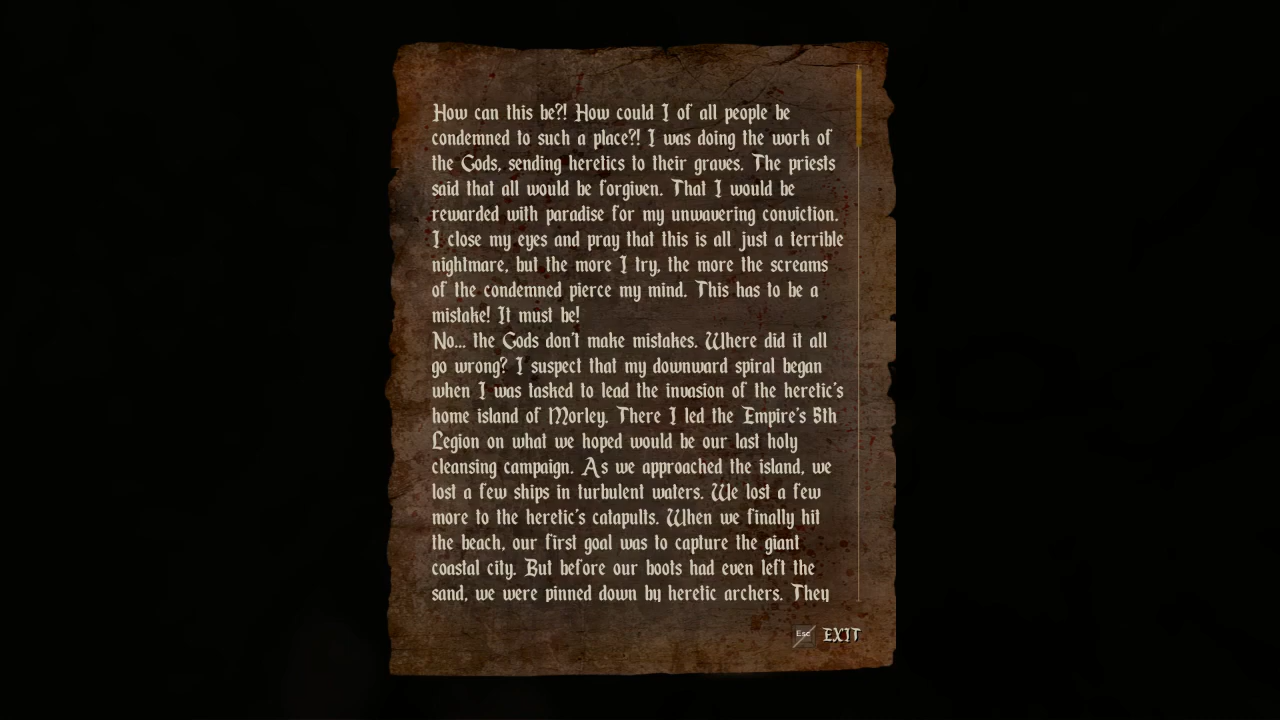 How can this be?! How could I of all people be
condemned to such a place?! I was doing the work of
the Gods, sending heretics to their graves. The priests
said that all would be forgiven. That I would be
rewarded with paradise for my unwavering conviction.
I close my eyes and pray that this is all just a terrible
nightmare, but the more I try, the more the screams
of the condemned pierce my mind. This has to be a
mistake! It must be!
No... the Gods don't make mistakes. Where did it all
go wrong? I suspect that my downward spiral began
when I was tasked to lead the invasion of the heretic's
home island of Morley. There I led the Empire's 5th
Legion on what we hoped would be our last holy
cleansing campaign. As we approached the island, we
lost a few ships in turbulent waters. We lost a few
more to the heretic's catapults. When we finally hit
the beach, our first goal was to capture the giant
coastal city. But before our boots had even left the
sand, we were pinned down by heretic archers. They
Esc EXIT